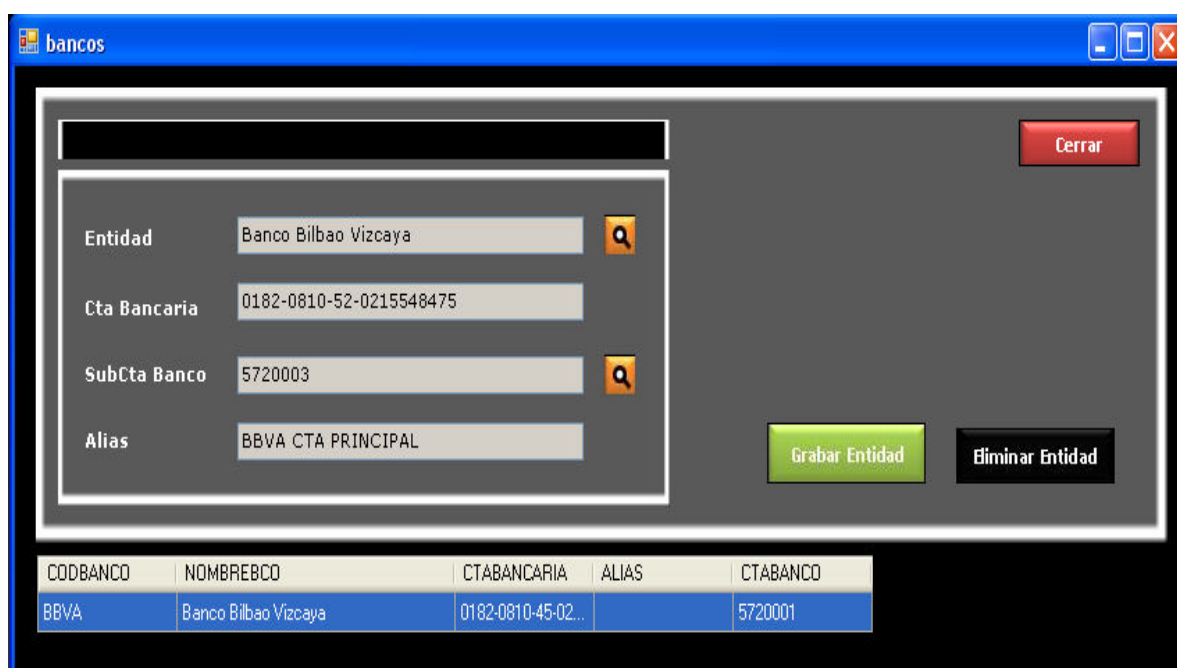 bancos
Cerrar
Entidad Banco Bilbao Vizcaya
Cta Bancaria 0182-0810-52-0215548475
SubCta Banco 5720003
Alias BBVA CTA PRINCIPAL
Grabar Entidad Eliminar Entidad
CODBANCO NOMBREBCO CTABANCARIA ALIAS CTABANCO
BBVA Banco Bilbao Vizcaya 0182-0810-45-02... 5720001